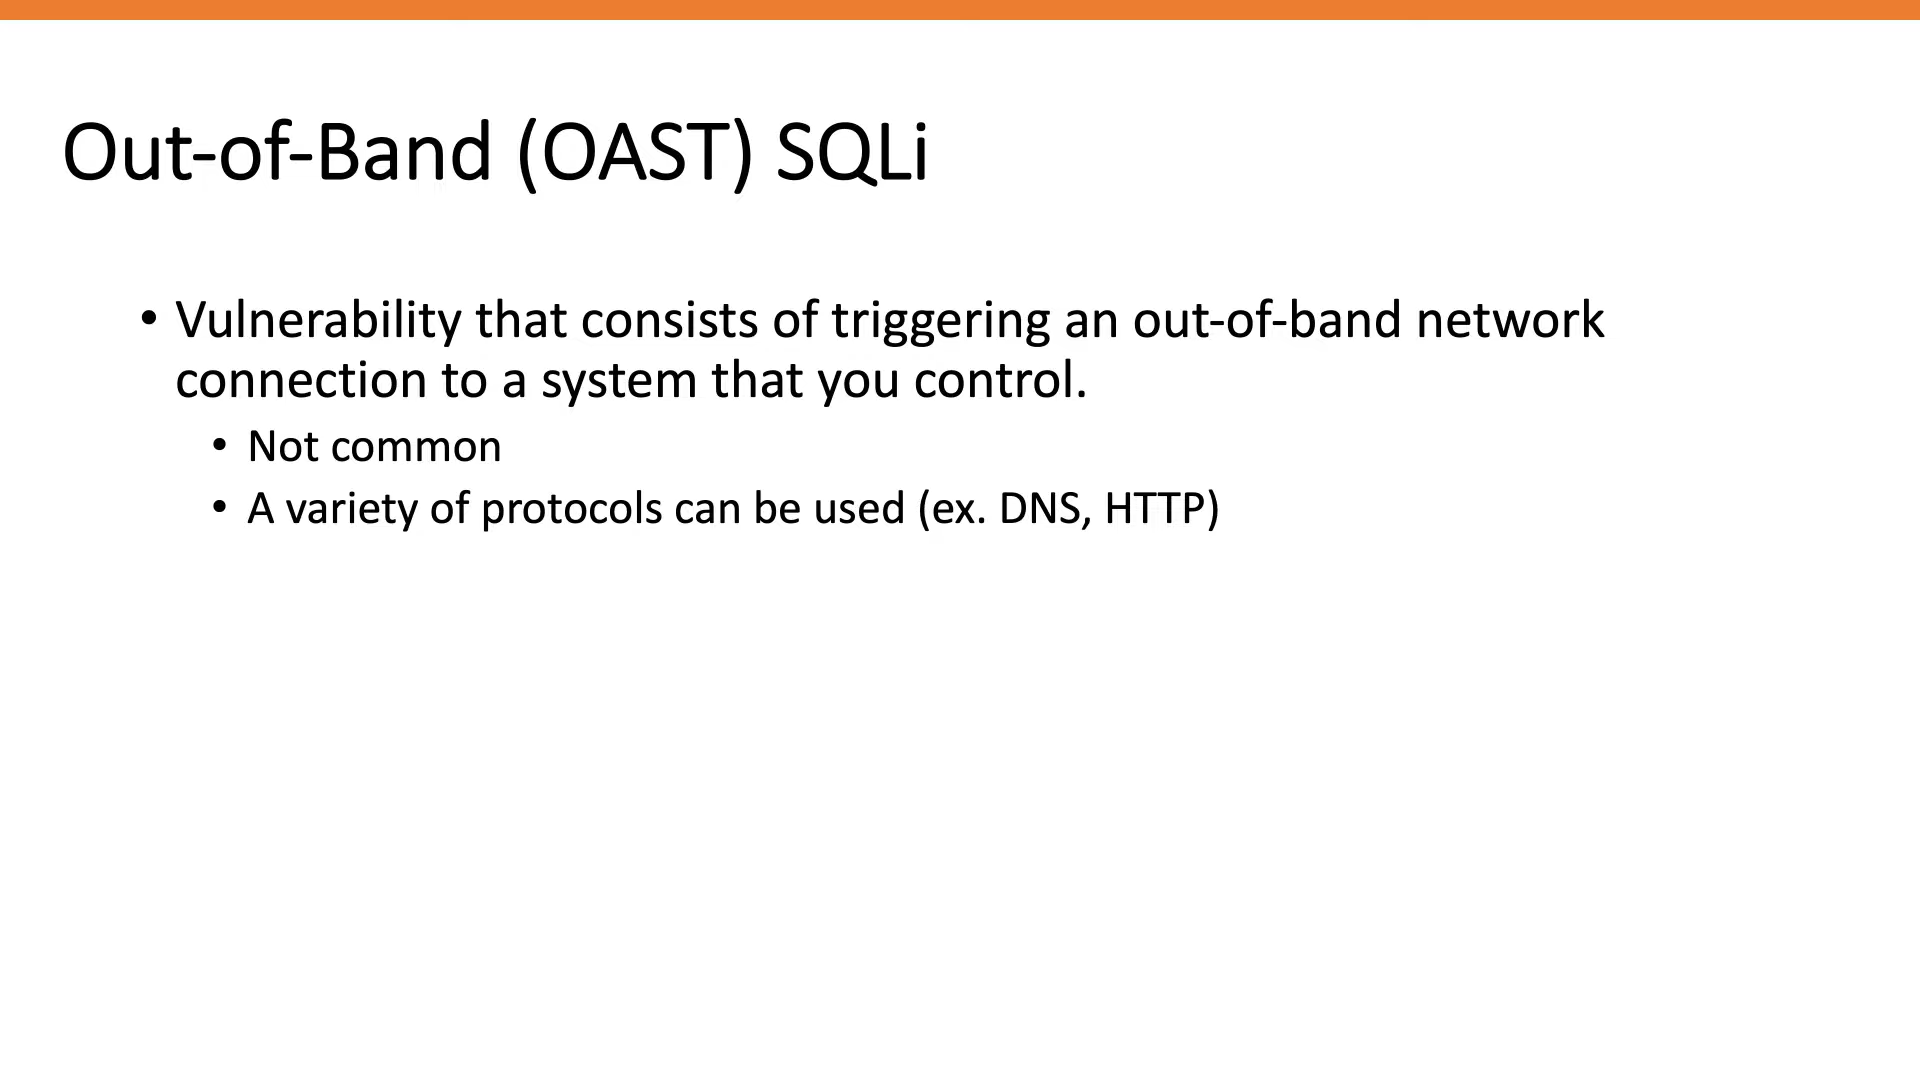 Out-of-Band (OAST) SQLi
• Vulnerability that consists of triggering an out-of-band network
connection to a system that you control.
• Not common
• A variety of protocols can be used (ex. DNS, HTTP)